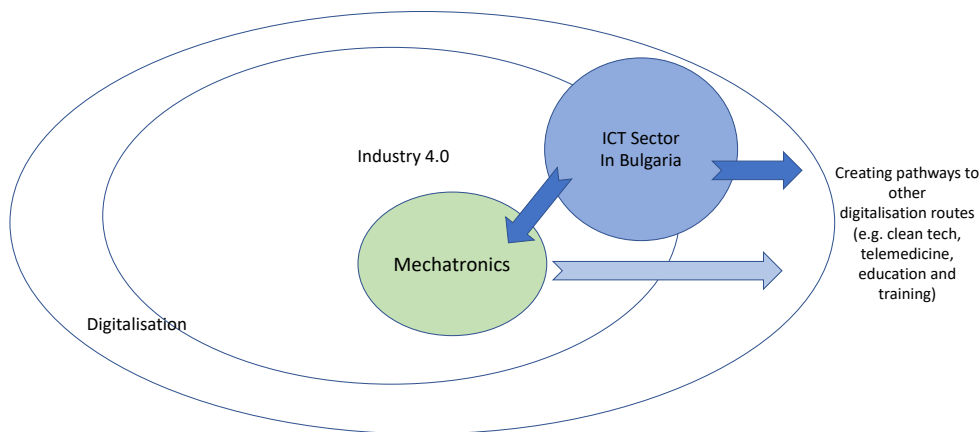 ICT Sector
In Bulgaria
Industry 4.0
Creating pathways to
other
digitalisation routes
(e.g. clean tech,
telemedicine,
education and
training)
Mechatronics
Digitalisation